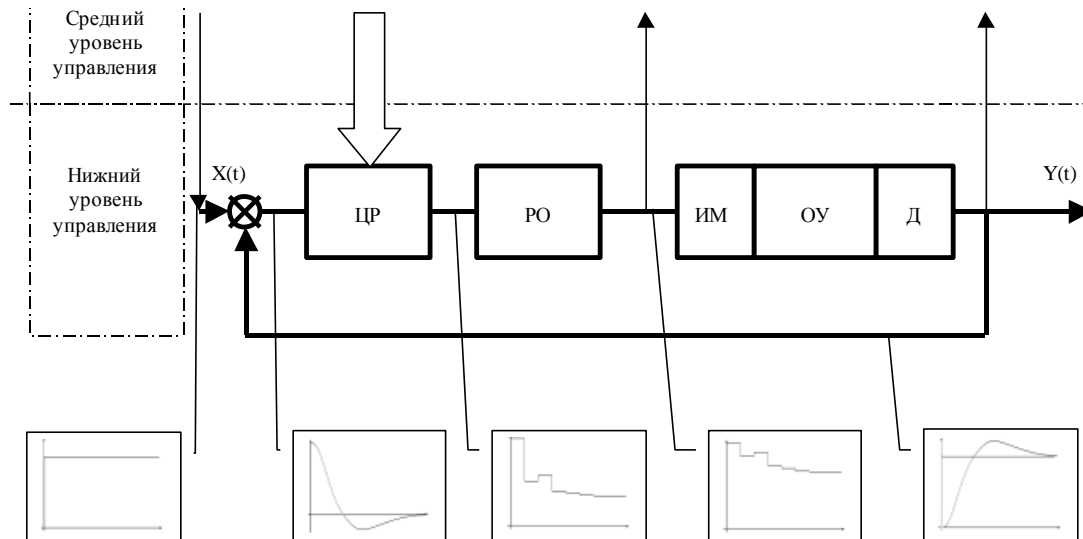 Средний
уровень
управления
Нижний
уровень
управления
X(t)
ЦР
РО
ИМ
ОУ
Д
Y(t)